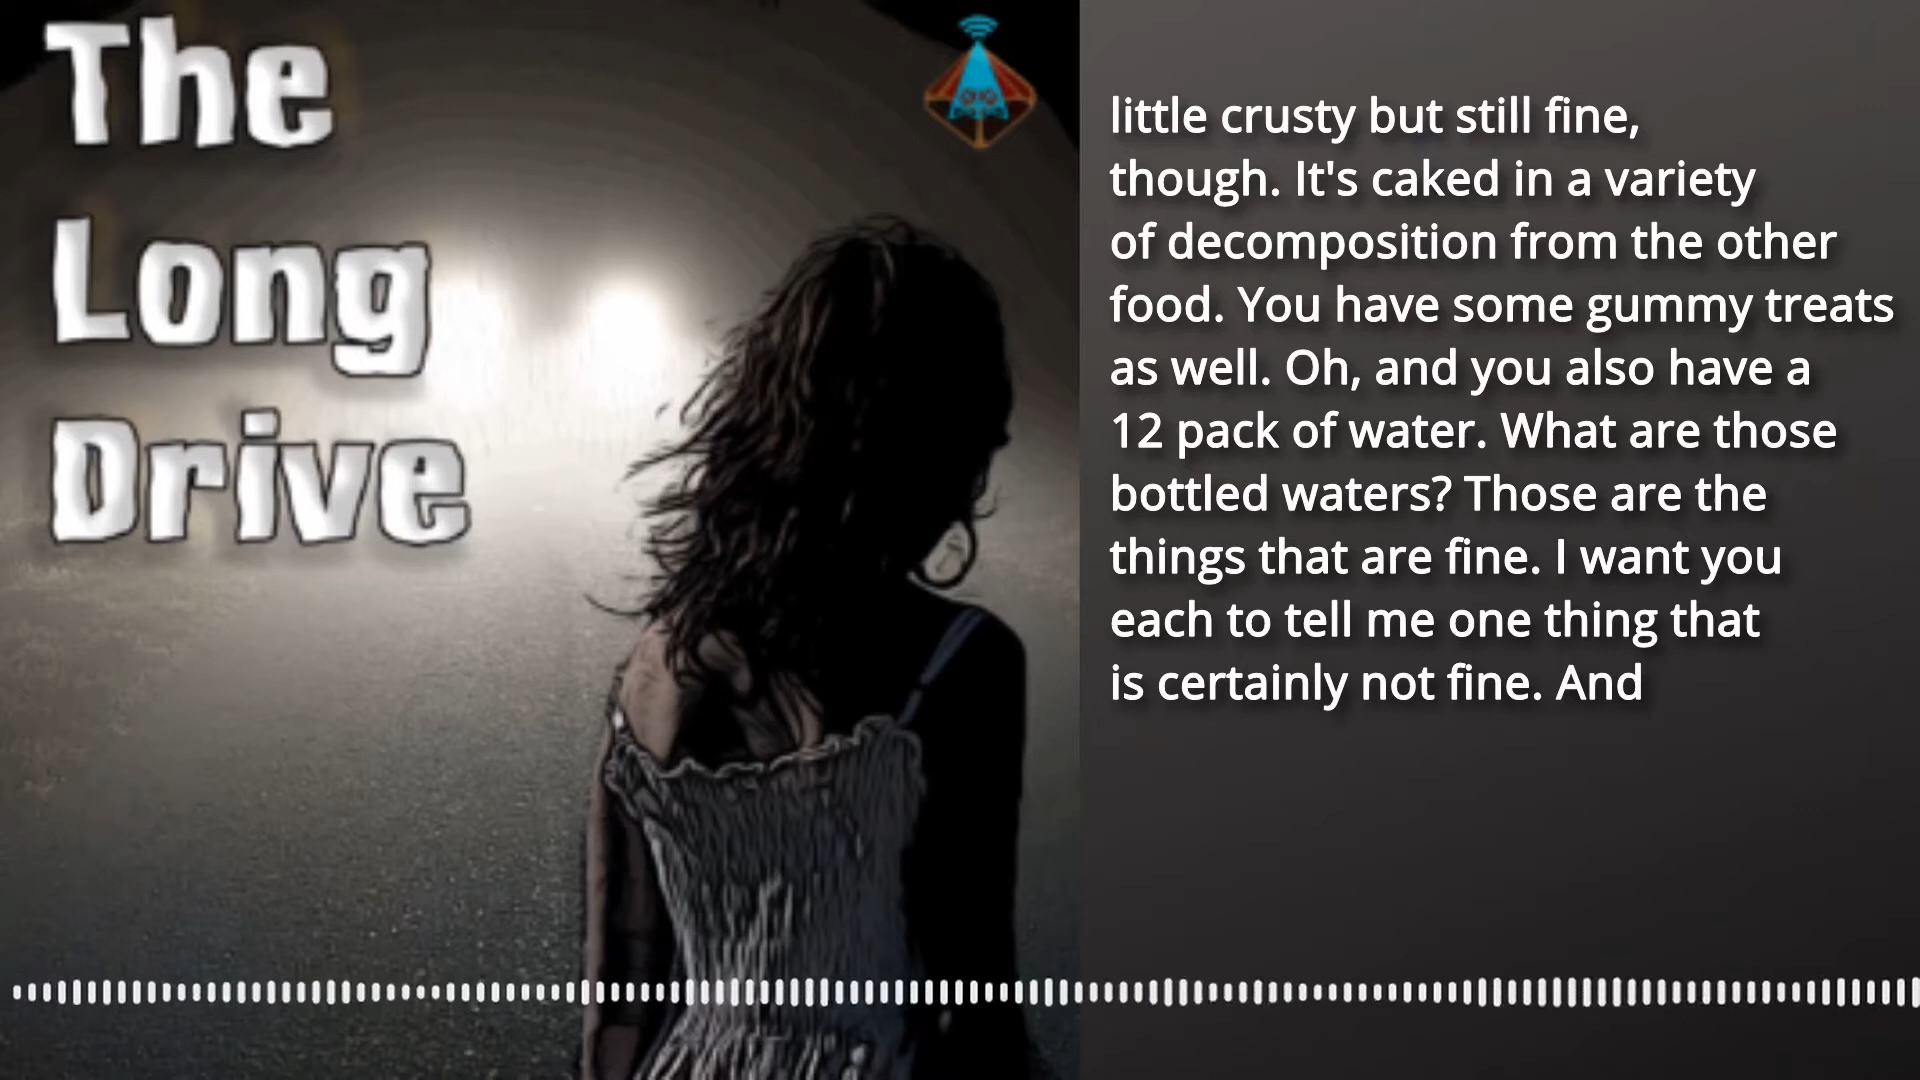 The
Long
Drive
little crusty but still fine,
though. It's caked in a variety
of decomposition from the other
food. You have some gummy treats
as well. Oh, and you also have a
12 pack of water. What are those
bottled waters? Those are the
things that are fine. I want you
each to tell me one thing that
is certainly not fine. And